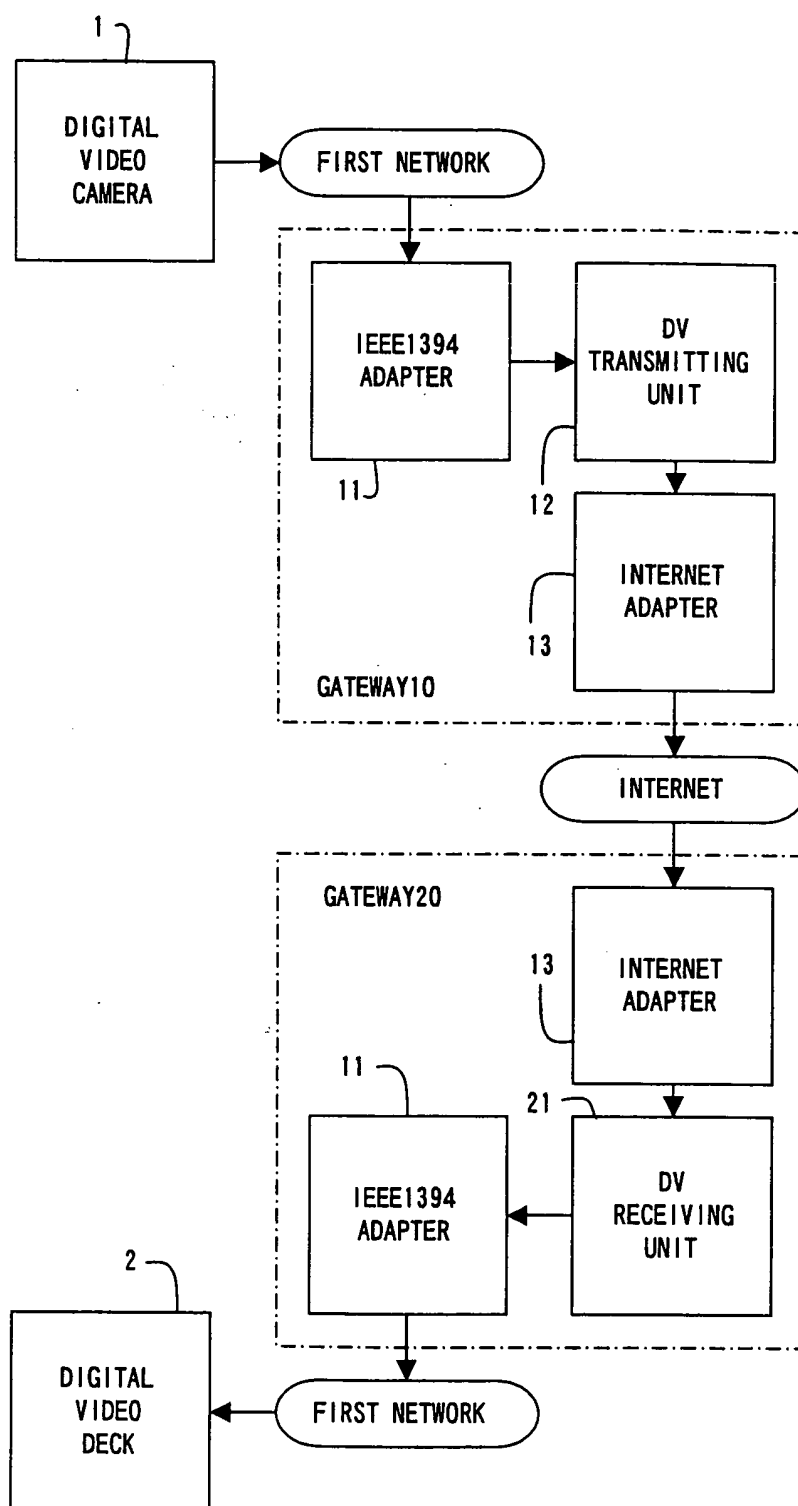 1
DIGITAL
VIDEO
CAMERA
FIRST NETWORK
IEEE1394
ADAPTER
11
DV
TRANSMITTING
UNIT
12
INTERNET
ADAPTER
13
GATEWAY10
INTERNET
GATEWAY20
13
INTERNET
ADAPTER
21
DV
RECEIVING
UNIT
11
IEEE1394
ADAPTER
2
DIGITAL
VIDEO
DECK
FIRST NETWORK